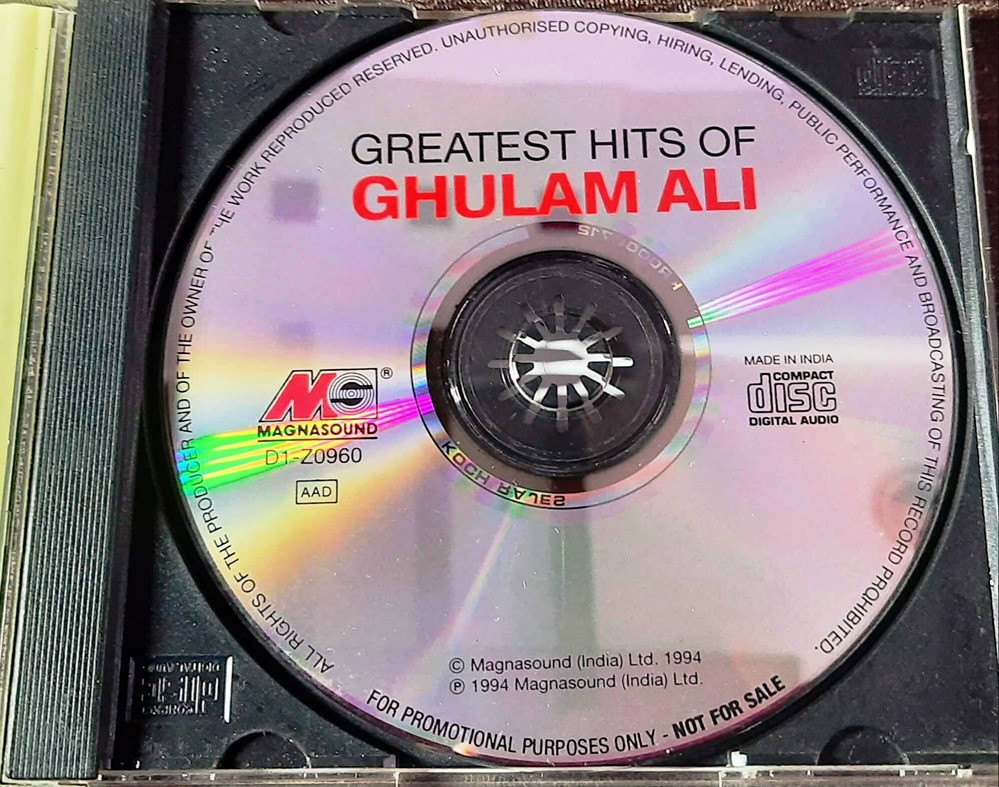 ALL RIGHTS OF THE PRODUCER AND OF THE OWNER OF THE WORK REPRODUCED RESERVED. UNAUTHORISED COPYING, HIRING, LENDING, PUBLIC PERFORMANCE AND BROADCASTING OF THIS RECORD PROHIBITED.
GREATEST HITS OF
GHULAM ALI
MADE IN INDIA
COMPACT
disc
DIGITAL AUDIO
MC®
MAGNASOUND
D1-Z0960
AAD
KOCH RAJES
© Magnasound (India) Ltd. 1994
℗ 1994 Magnasound (India) Ltd.
FOR PROMOTIONAL PURPOSES ONLY - NOT FOR SALE